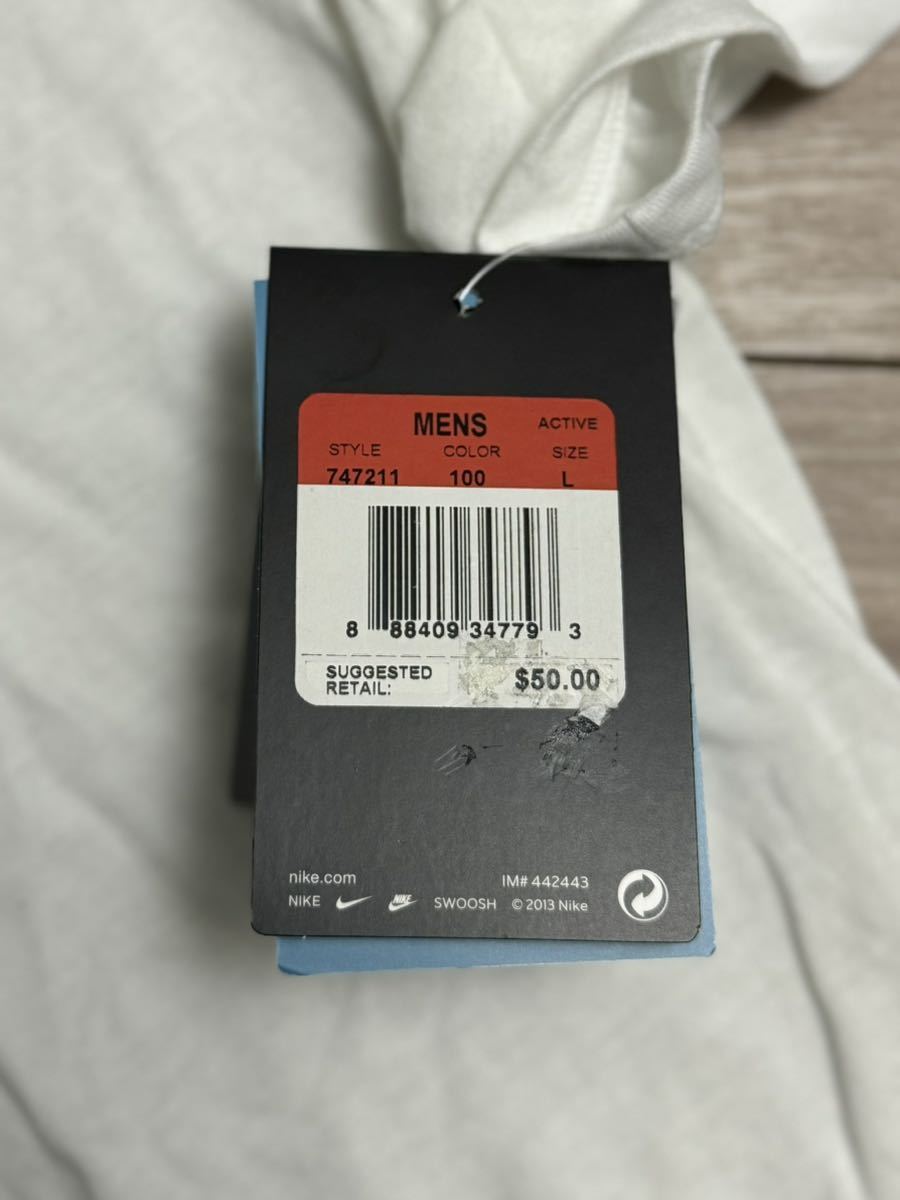 MENS ACTIVE
STYLE COLOR SIZE
747211 100 L
8 88409 34779 3
SUGGESTED
RETAIL:
$50.00
nike.com IM# 442443
NIKE NIKE SWOOSH © 2013 Nike